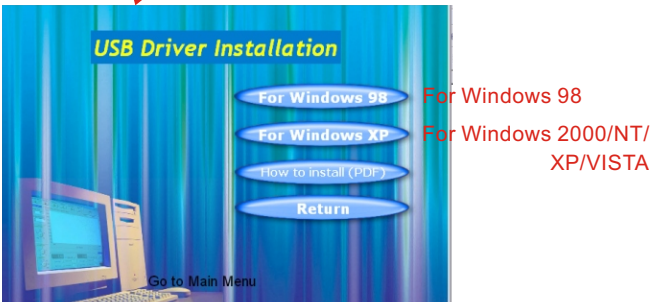 USB Driver Installation
For Windows 98
For Windows 98
For Windows XP
For Windows 2000/NT/
XP/VISTA
How to install (PDF)
Return
Go to Main Menu